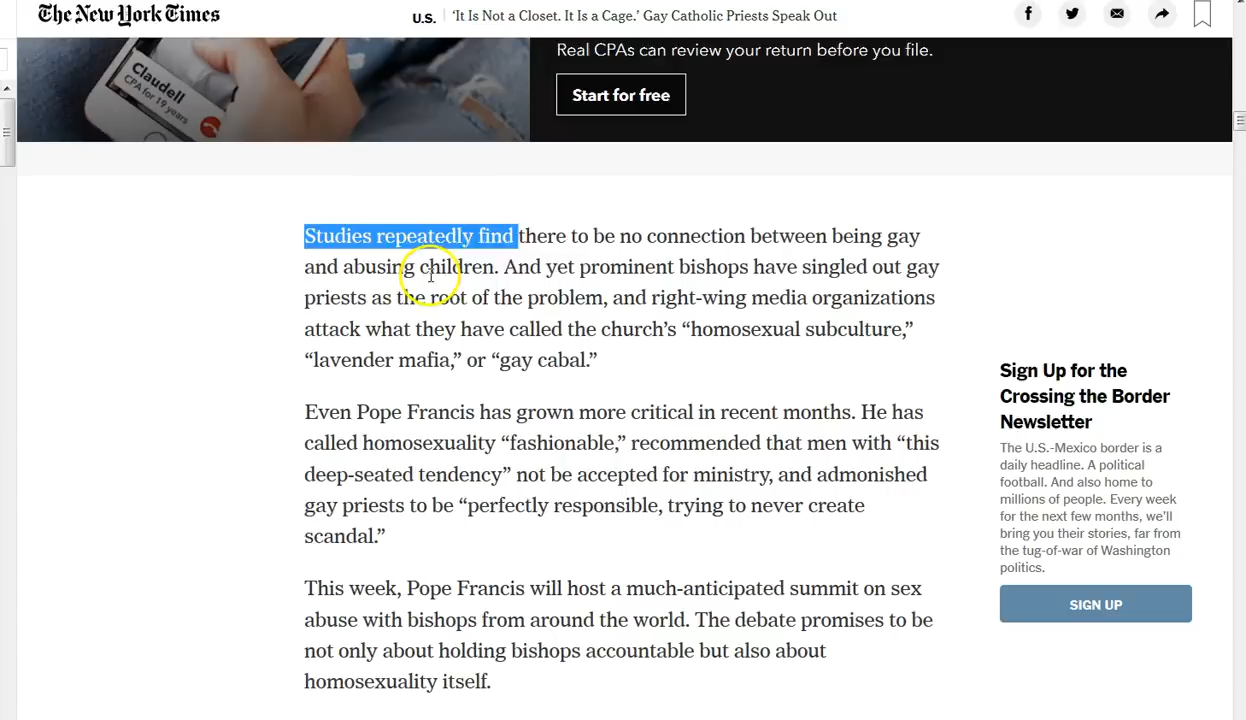 The New York Times
U.S. | ‘It Is Not a Closet. It Is a Cage.’ Gay Catholic Priests Speak Out
Claudell
CPA for 19 years
Real CPAs can review your return before you file.
Start for free
Studies repeatedly find there to be no connection between being gay
and abusing children. And yet prominent bishops have singled out gay
priests as the root of the problem, and right-wing media organizations
attack what they have called the church’s “homosexual subculture,”
“lavender mafia,” or “gay cabal.”
Even Pope Francis has grown more critical in recent months. He has
called homosexuality “fashionable,” recommended that men with “this
deep-seated tendency” not be accepted for ministry, and admonished
gay priests to be “perfectly responsible, trying to never create
scandal.”
This week, Pope Francis will host a much-anticipated summit on sex
abuse with bishops from around the world. The debate promises to be
not only about holding bishops accountable but also about
homosexuality itself.
Sign Up for the
Crossing the Border
Newsletter
The U.S.-Mexico border is a
daily headline. A political
football. And also home to
millions of people. Every week
for the next few months, we’ll
bring you their stories, far from
the tug-of-war of Washington
politics.
SIGN UP